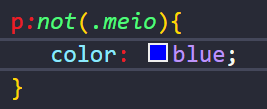 p:not(.meio){
color: blue;
}